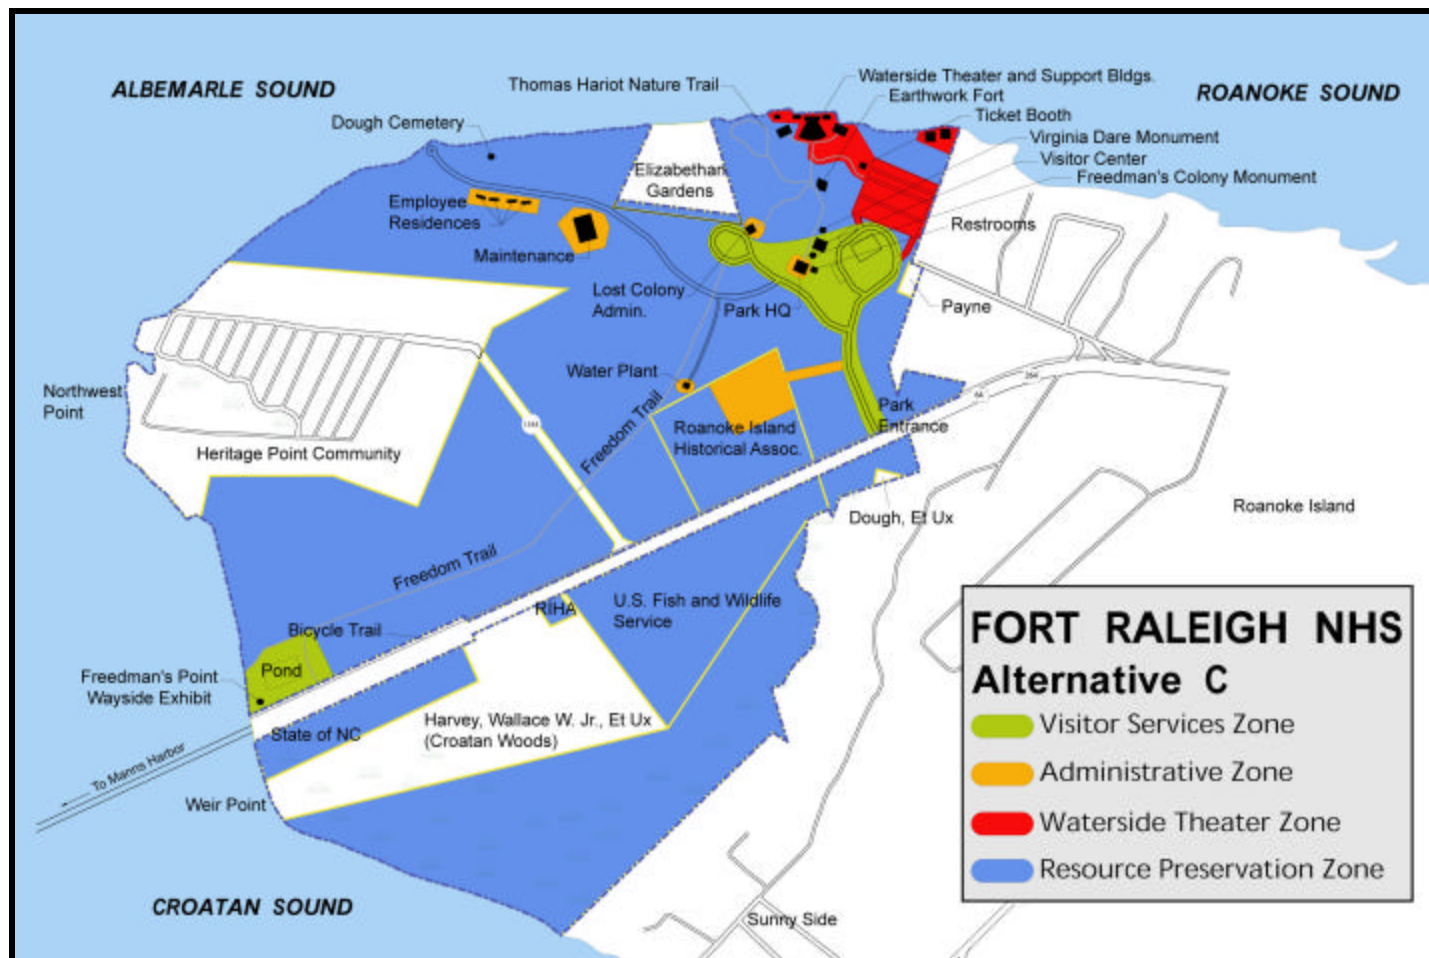 ALBEMARLE SOUND
ROANOKE SOUND
Thomas Hariot Nature Trail
Waterside Theater and Support Bldgs.
Earthwork Fort
Ticket Booth
Virginia Dare Monument
Visitor Center
Freedman's Colony Monument
Dough Cemetery
Elizabethan
Gardens
Employee
Residences
Maintenance
Restrooms
Lost Colony
Admin.
Park HQ
Payne
Water Plant
Northwest
Point
Park
Entrance
Roanoke Island
Historical Assoc.
Heritage Point Community
Freedom Trail
Dough, Et Ux
Roanoke Island
Freedom Trail
RIHA
U.S. Fish and Wildlife
Service
Bicycle Trail
Pond
Freedman's Point
Wayside Exhibit
State of NC
Harvey, Wallace W. Jr., Et Ux
(Croatan Woods)
To Manns Harbor
Weir Point
CROATAN SOUND
Sunny Side
FORT RALEIGH NHS
Alternative C
Visitor Services Zone
Administrative Zone
Waterside Theater Zone
Resource Preservation Zone